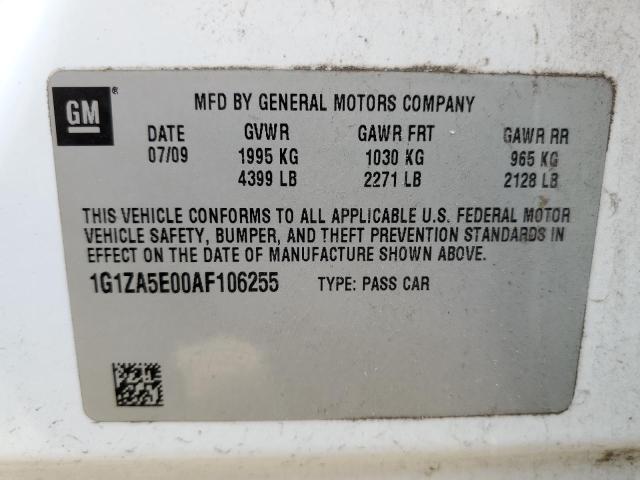 GM ®
MFD BY GENERAL MOTORS COMPANY
DATE GVWR GAWR FRT GAWR RR
07/09 1995 KG 1030 KG 965 KG
4399 LB 2271 LB 2128 LB
THIS VEHICLE CONFORMS TO ALL APPLICABLE U.S. FEDERAL MOTOR
VEHICLE SAFETY, BUMPER, AND THEFT PREVENTION STANDARDS IN
EFFECT ON THE DATE OF MANUFACTURE SHOWN ABOVE.
1G1ZA5E00AF106255 TYPE: PASS CAR